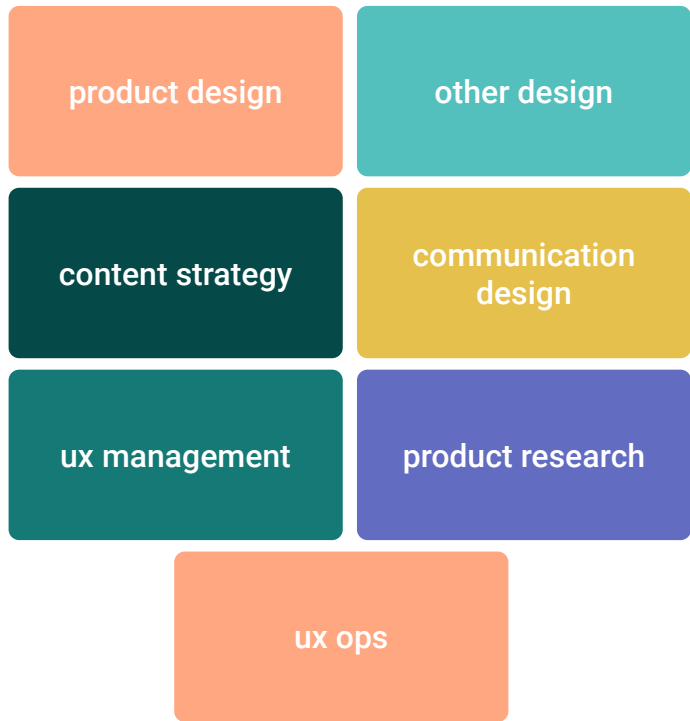 product design
other design
content strategy
communication
design
ux management
product research
ux ops